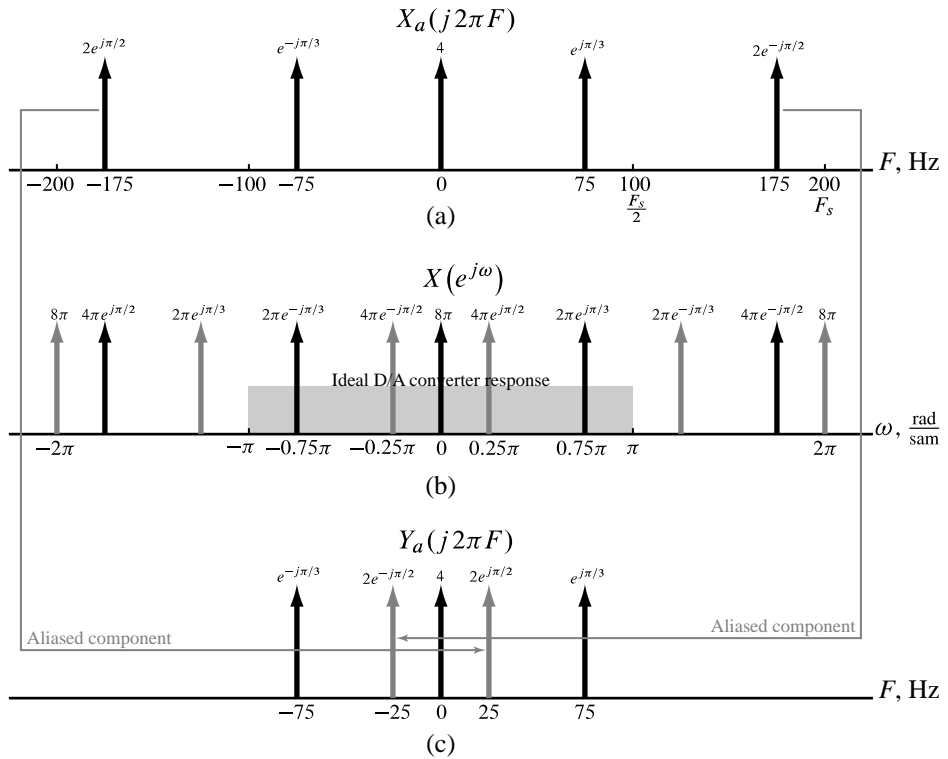 X_a(j2πF)
2e^{jπ/2} e^{-jπ/3} 4 e^{jπ/3} 2e^{-jπ/2}
F, Hz
−200 −175 −100 −75 0 75 100 175 200
F_s/2 F_s
(a)
X(e^{jω})
8π 4πe^{jπ/2} 2πe^{jπ/3} 2πe^{-jπ/3} 4πe^{-jπ/2} 8π 4πe^{jπ/2} 2πe^{jπ/3} 2πe^{-jπ/3} 4πe^{-jπ/2} 8π
Ideal D/A converter response
ω, rad/sam
−2π −π −0.75π −0.25π 0 0.25π 0.75π π 2π
(b)
Y_a(j2πF)
e^{-jπ/3} 2e^{-jπ/2} 4 2e^{jπ/2} e^{jπ/3}
Aliased component Aliased component
F, Hz
−75 −25 0 25 75
(c)